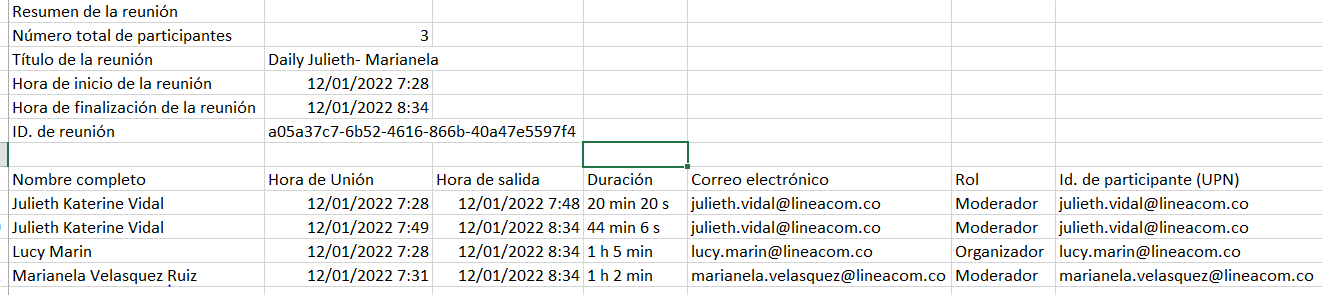 Resumen de la reunión
Número total de participantes 3
Título de la reunión Daily Julieth- Marianela
Hora de inicio de la reunión 12/01/2022 7:28
Hora de finalización de la reunión 12/01/2022 8:34
ID. de reunión a05a37c7-6b52-4616-866b-40a47e5597f4
Nombre completo Hora de Unión Hora de salida Duración Correo electrónico Rol Id. de participante (UPN)
Julieth Katerine Vidal 12/01/2022 7:28 12/01/2022 7:48 20 min 20 s julieth.vidal@lineacom.co Moderador julieth.vidal@lineacom.co
Julieth Katerine Vidal 12/01/2022 7:49 12/01/2022 8:34 44 min 6 s julieth.vidal@lineacom.co Moderador julieth.vidal@lineacom.co
Lucy Marin 12/01/2022 7:28 12/01/2022 8:34 1 h 5 min lucy.marin@lineacom.co Organizador lucy.marin@lineacom.co
Marianela Velasquez Ruiz 12/01/2022 7:31 12/01/2022 8:34 1 h 2 min marianela.velasquez@lineacom.co Moderador marianela.velasquez@lineacom.co